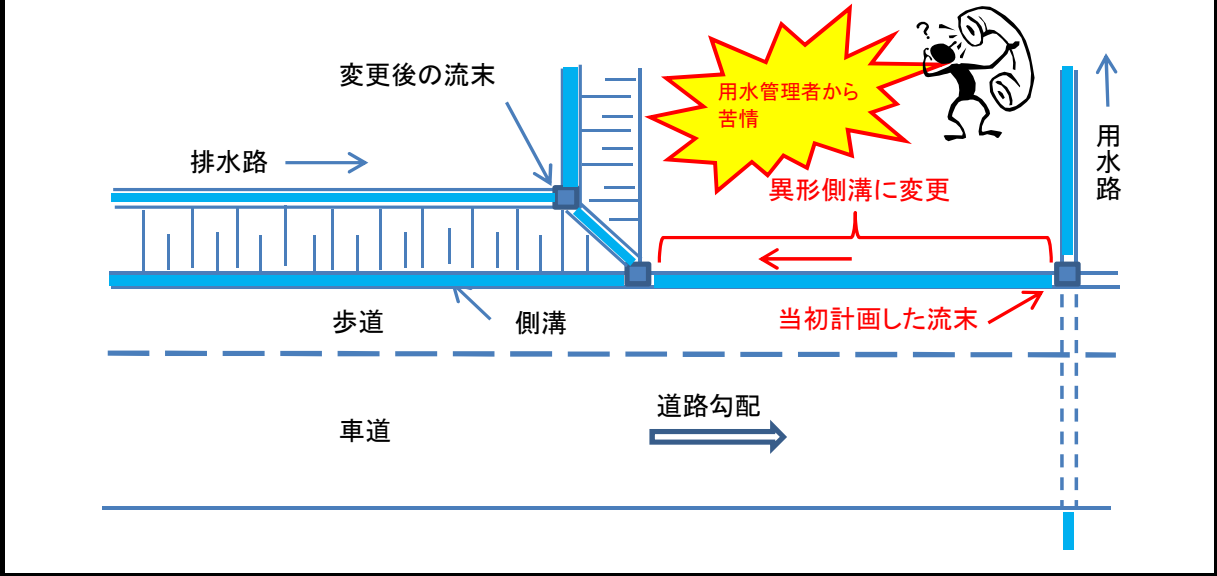 変更後の流末
用水管理者から
苦情
?
排水路
用水路
異形側溝に変更
歩道
側溝
当初計画した流末
道路勾配
車道